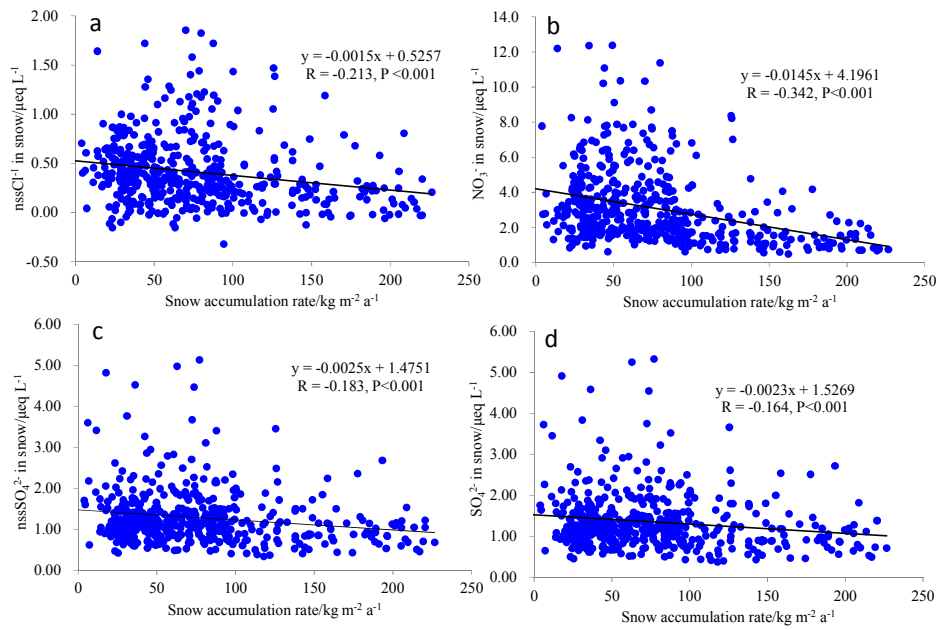 a
y = -0.0015x + 0.5257
R = -0.213, P <0.001
nssCl⁻¹ in snow/μeq L⁻¹
2.00
1.50
1.00
0.50
0.00
-0.50
0 50 100 150 200 250
Snow accumulation rate/kg m⁻² a⁻¹
b
y = -0.0145x + 4.1961
R = -0.342, P <0.001
NO₃⁻ in snow/μeq L⁻¹
14.0
12.0
10.0
8.0
6.0
4.0
2.0
0.0
0 50 100 150 200 250
Snow accumulation rate/kg m⁻² a⁻¹
c
y = -0.0025x + 1.4751
R = -0.183, P<0.001
nssSO₄²⁻ in snow/μeq L⁻¹
6.00
5.00
4.00
3.00
2.00
1.00
0.00
0 50 100 150 200 250
Snow accumulation rate/kg m⁻² a⁻¹
d
y = -0.0023x + 1.5269
R = -0.164, P<0.001
SO₄²⁻ in snow/μeq L⁻¹
6.00
5.00
4.00
3.00
2.00
1.00
0.00
0 50 100 150 200 250
Snow accumulation rate/kg m⁻² a⁻¹